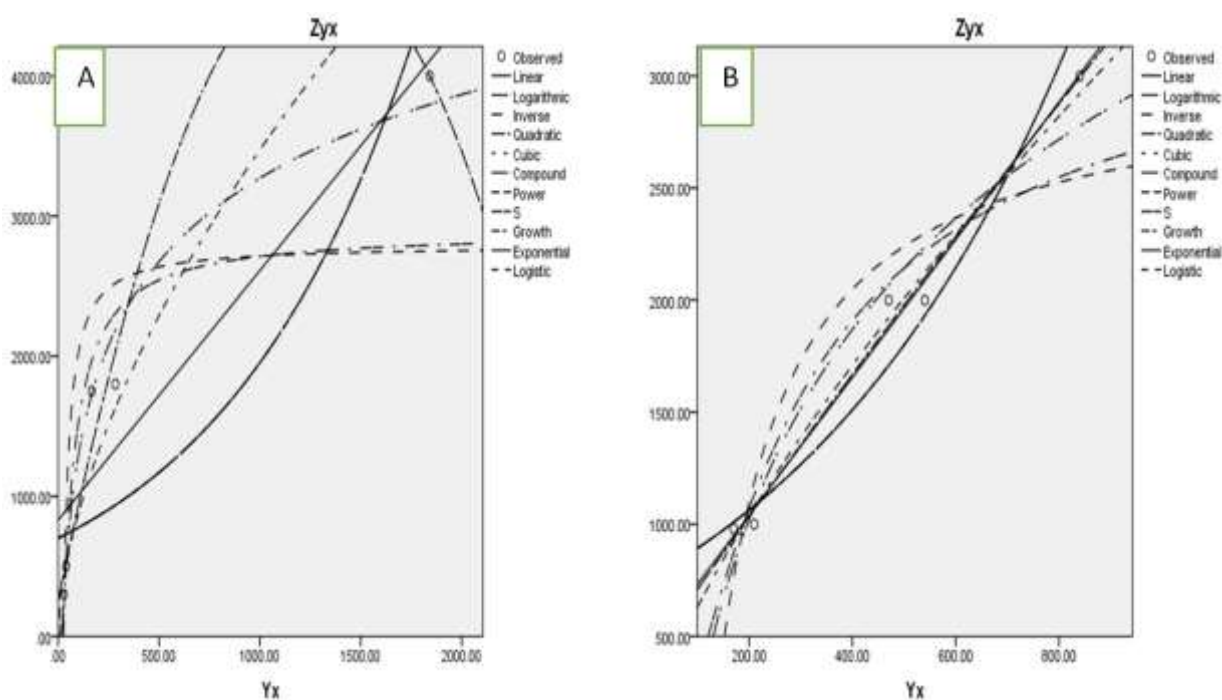 Zyx
A
4000.00
3000.00
2000.00
1000.00
.00
.00
500.00
1000.00
1500.00
2000.00
Yx
Observed
Linear
Logarithmic
Inverse
Quadratic
Cubic
Compound
Power
S
Growth
Exponential
Logistic
Zyx
B
3000.00
2500.00
2000.00
1500.00
1000.00
500.00
200.00
400.00
600.00
800.00
Yx
Observed
Linear
Logarithmic
Inverse
Quadratic
Cubic
Compound
Power
S
Growth
Exponential
Logistic